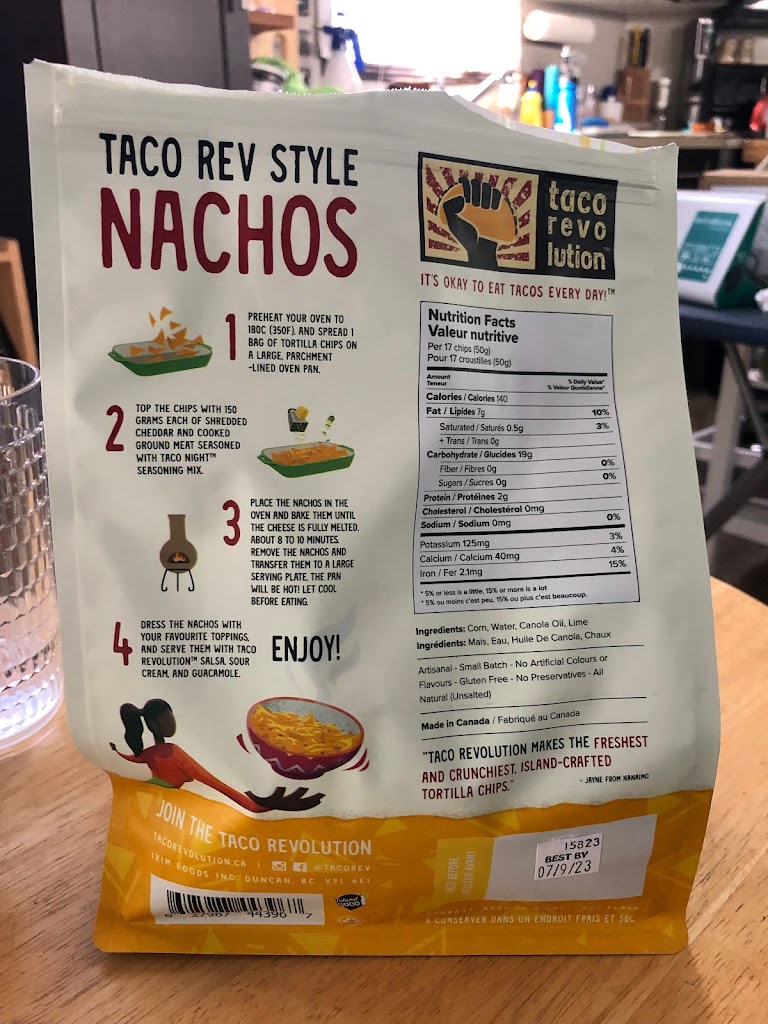 TACO REV STYLE
NACHOS
1
PREHEAT YOUR OVEN TO
180C (350F), AND SPREAD 1
BAG OF TORTILLA CHIPS ON
A LARGE, PARCHMENT
-LINED OVEN PAN.
2
TOP THE CHIPS WITH 150
GRAMS EACH OF SHREDDED
CHEDDAR AND COOKED
GROUND MEAT SEASONED
WITH TACO NIGHT™
SEASONING MIX.
3
PLACE THE NACHOS IN THE
OVEN AND BAKE THEM UNTIL
THE CHEESE IS FULLY MELTED.
ABOUT 8 TO 10 MINUTES.
REMOVE THE NACHOS AND
TRANSFER THEM TO A LARGE
SERVING PLATE. THE PAN
WILL BE HOT! LET COOL
BEFORE EATING.
4
DRESS THE NACHOS WITH
YOUR FAVOURITE TOPPINGS,
AND SERVE THEM WITH TACO
REVOLUTION™ SALSA, SOUR
CREAM, AND GUACAMOLE.
ENJOY!
JOIN THE TACO REVOLUTION
TACOREVOLUTION.CA | @TACOREV
IXIM FOODS INC. DUNCAN, BC. V9L 6E1
44396 7
Island
GOOD
taco
revo
lution™
IT'S OKAY TO EAT TACOS EVERY DAY!™
Nutrition Facts
Valeur nutritive
Per 17 chips (50g)
Pour 17 croustilles (50g)
Amount % Daily Value*
Teneur % Valeur Quotidienne*
Calories / Calories 140
Fat / Lipides 7g 10%
Saturated / Saturés 0.5g 3%
+ Trans / Trans 0g
Carbohydrate / Glucides 19g
Fiber / Fibres 0g 0%
Sugars / Sucres 0g 0%
Protein / Protéines 2g
Cholesterol / Cholestérol 0mg
Sodium / Sodium 0mg 0%
Potassium 125mg 3%
Calcium / Calcium 40mg 4%
Iron / Fer 2.1mg 15%
* 5% or less is a little, 15% or more is a lot
* 5% ou moins c'est peu, 15% ou plus c'est beaucoup.
Ingredients: Corn, Water, Canola Oil, Lime
Ingrédients: Maïs, Eau, Huile De Canola, Chaux
Artisanal - Small Batch - No Artificial Colours or
Flavours - Gluten Free - No Preservatives - All
Natural (Unsalted)
Made in Canada / Fabriqué au Canada
"TACO REVOLUTION MAKES THE FRESHEST
AND CRUNCHIEST, ISLAND-CRAFTED
TORTILLA CHIPS."
- JAYNE FROM NANAIMO
15823
BEST BY
07/9/23
A CONSERVER DANS UN ENDROIT FRAIS ET SEC